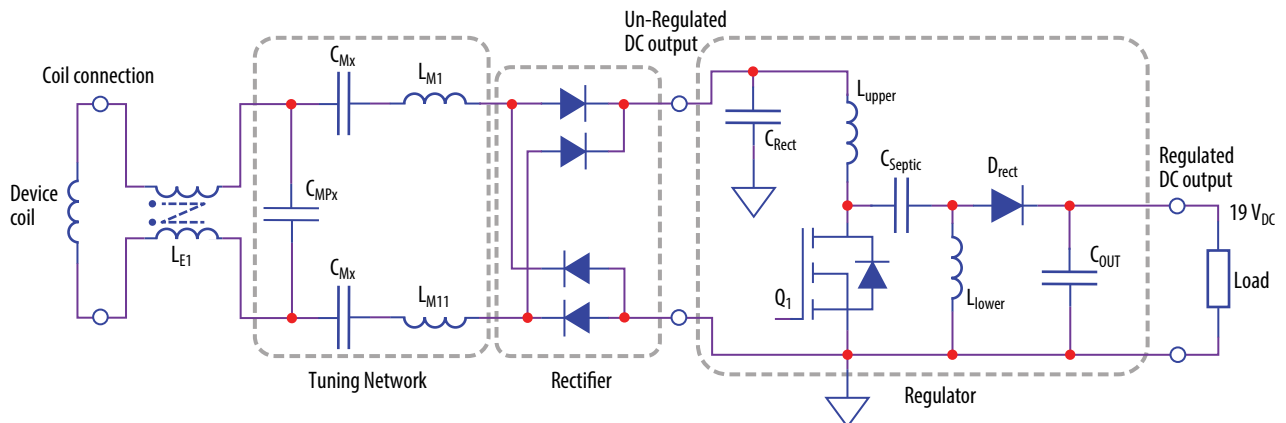 Un-Regulated
DC output
Coil connection
C_Mx
L_M1
L_upper
C_Rect
C_Septic
D_rect
Regulated
DC output
Device
coil
C_MPx
19 V_DC
L_E1
C_Mx
L_M11
Q_1
L_lower
C_OUT
Load
Tuning Network
Rectifier
Regulator